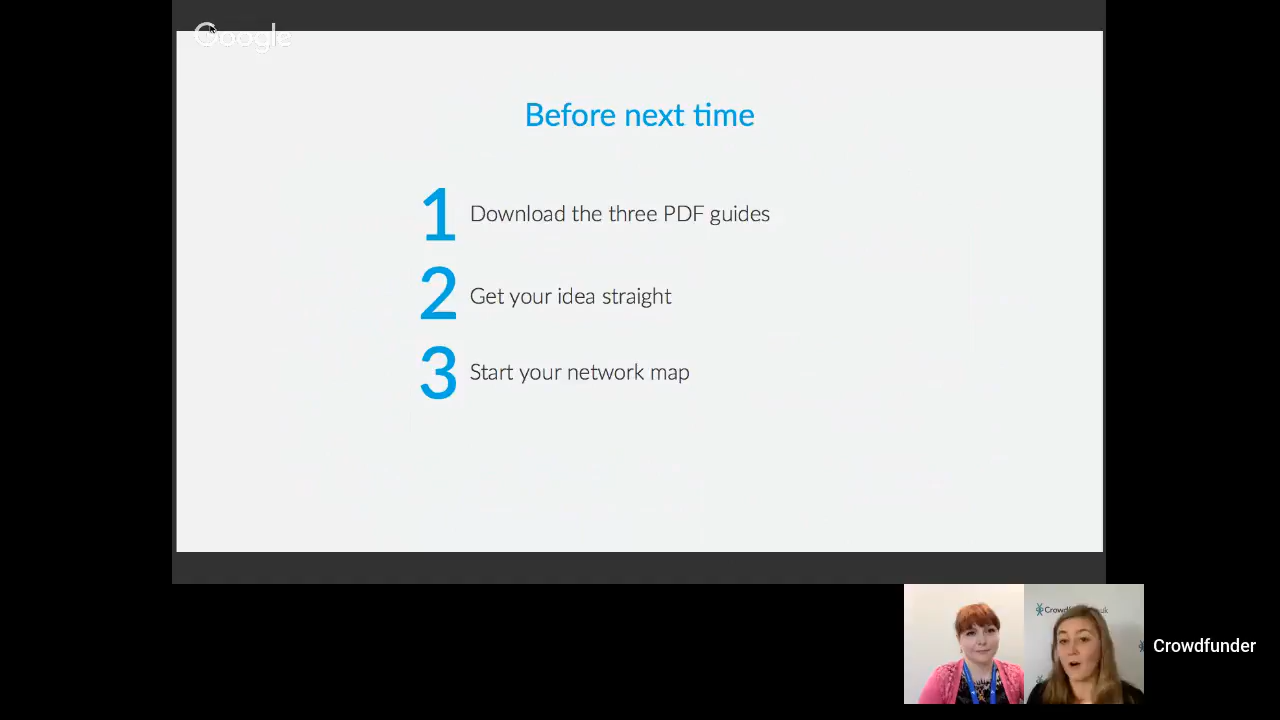 Google
Before next time
1 Download the three PDF guides
2 Get your idea straight
3 Start your network map
Crowdfunder